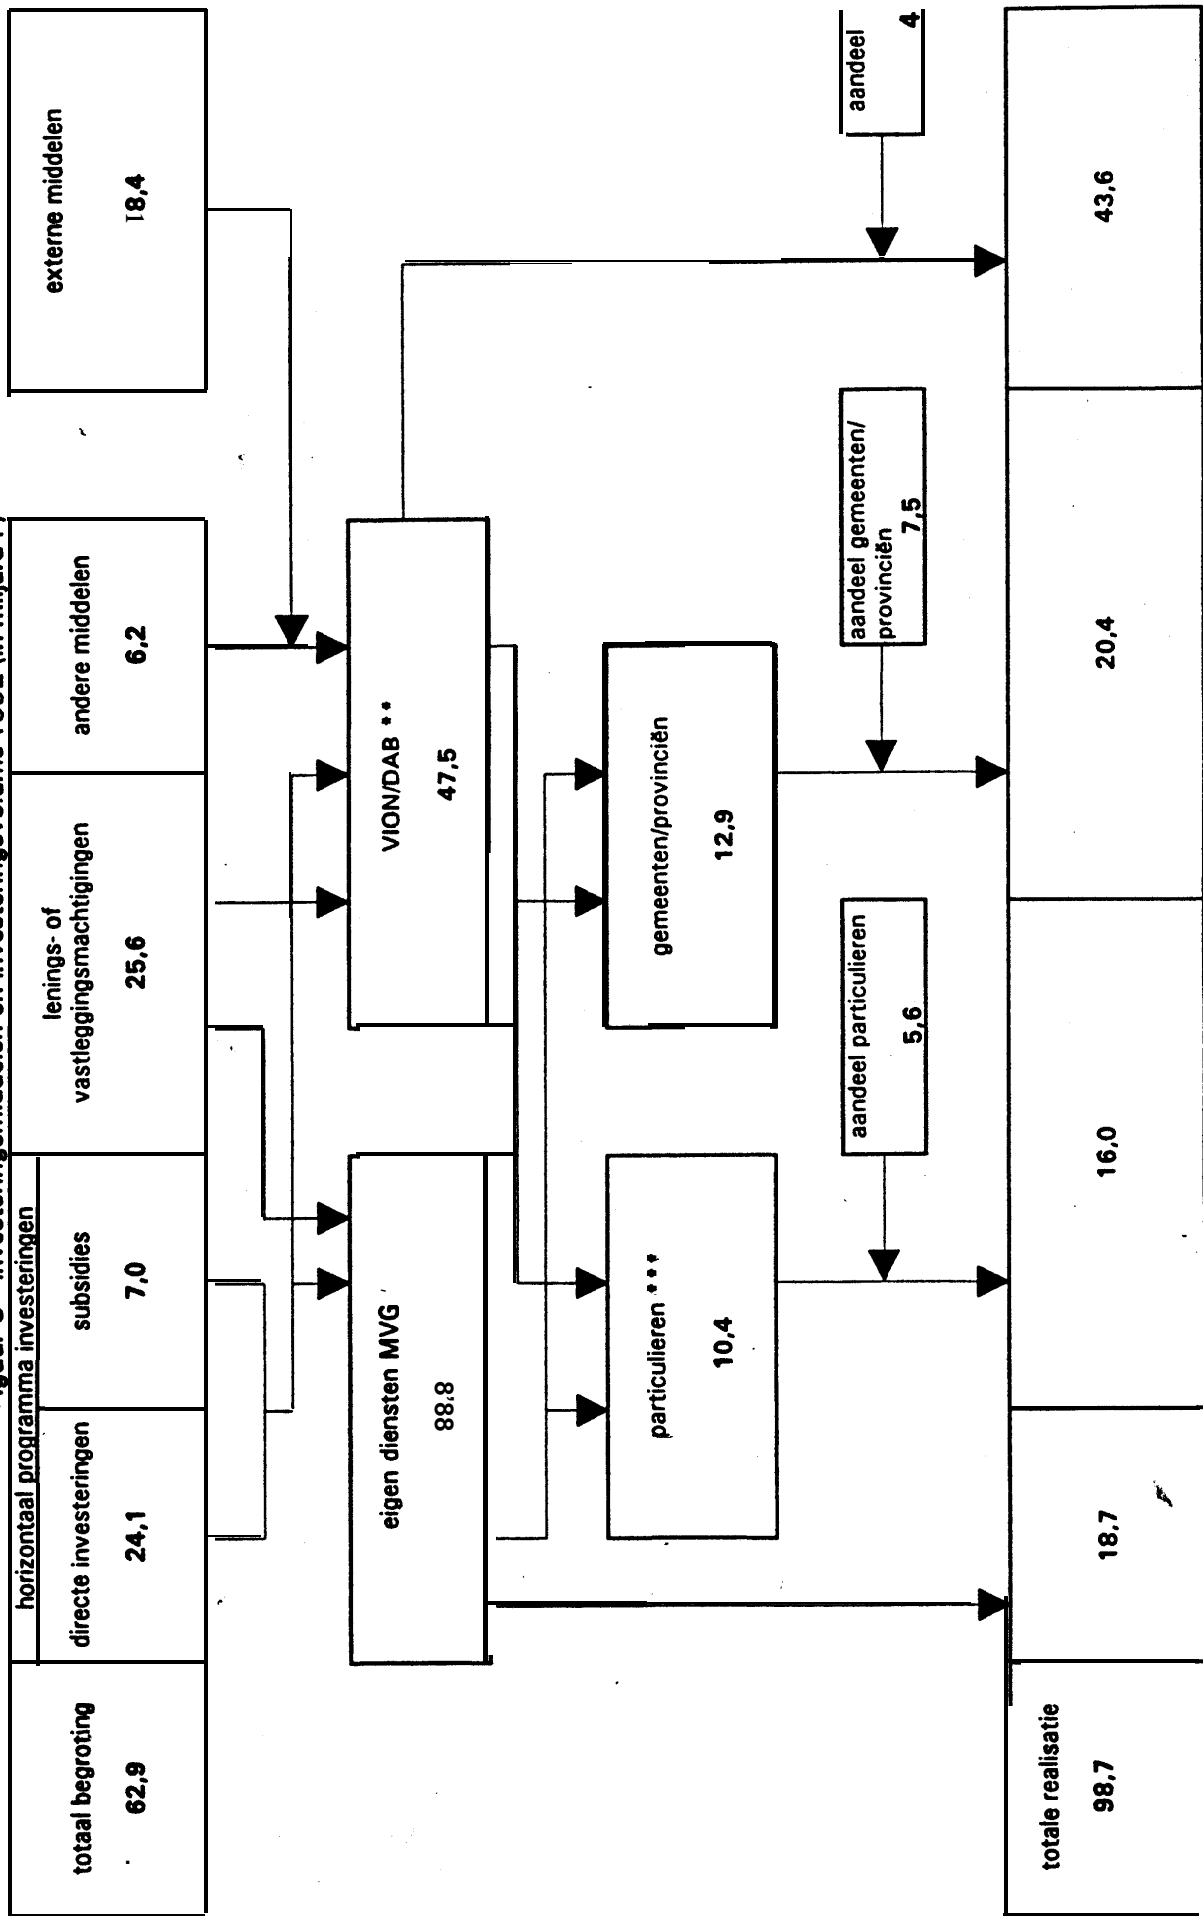 horizontaal programma investeringen
totaal begroting
62,9
directe investeringen
24,1
subsidies
7,0
lenings- of
vastleggingsmachtigingen
25,6
andere middelen
6,2
externe middelen
18,4
eigen diensten MVG
88,8
VION/DAB **
47,5
particulieren ***
10,4
gemeenten/provinciën
12,9
aandeel particulieren
5,6
aandeel gemeenten/
provinciën
7,5
aandeel
4
totale realisatie
98,7
18,7
16,0
20,4
43,6